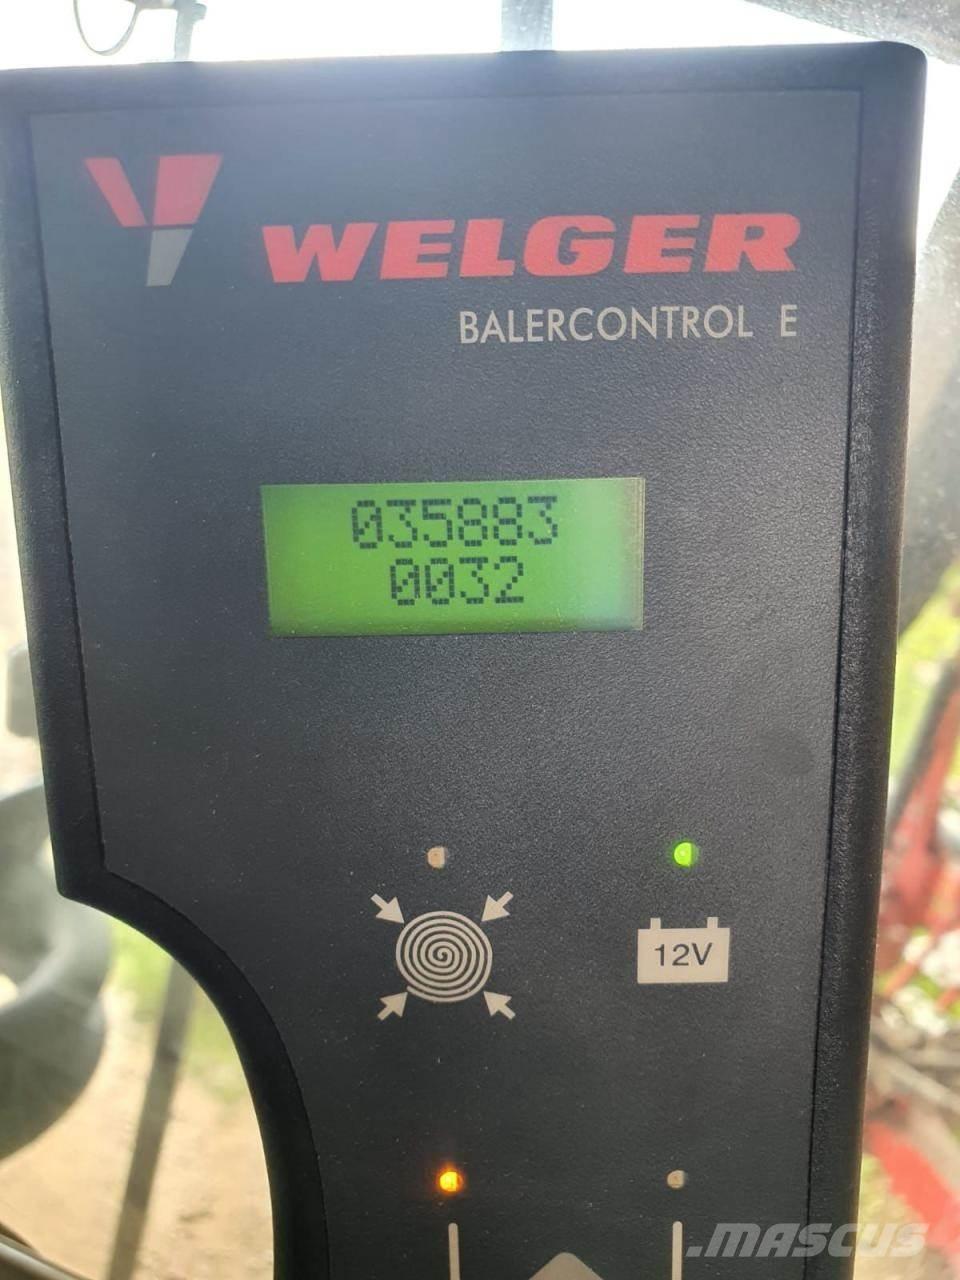 WELGER
BALERCONTROL E
035883
0032
12V
.MASCUS